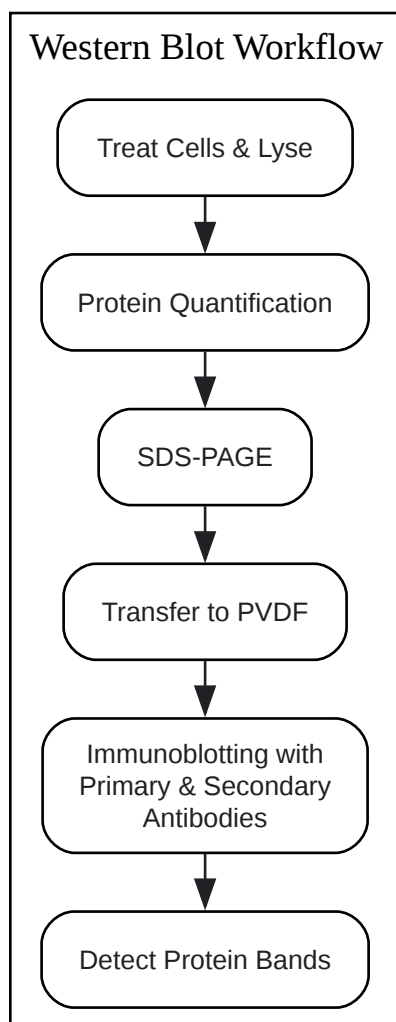 Western Blot Workflow
Treat Cells & Lyse
Protein Quantification
SDS-PAGE
Transfer to PVDF
Immunoblotting with
Primary & Secondary
Antibodies
Detect Protein Bands